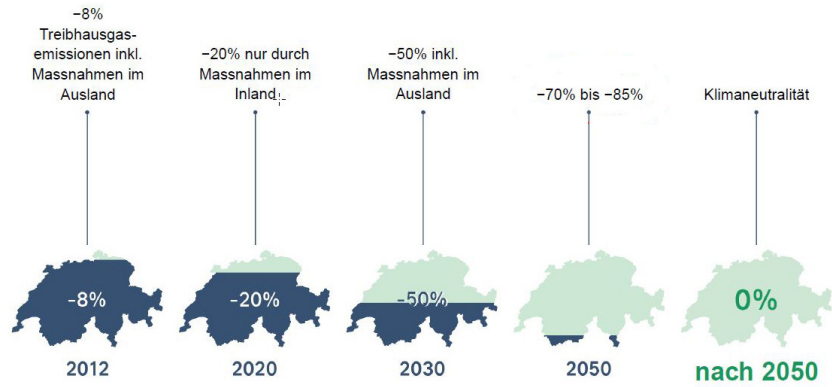 −8%
Treibhausgas-
emissionen inkl.
Massnahmen im
Ausland
−20% nur durch
Massnahmen im
Inland
−50% inkl.
Massnahmen im
Ausland
−70% bis −85%
Klimaneutralität
-8%
-20%
-50%
0%
2012
2020
2030
2050
nach 2050